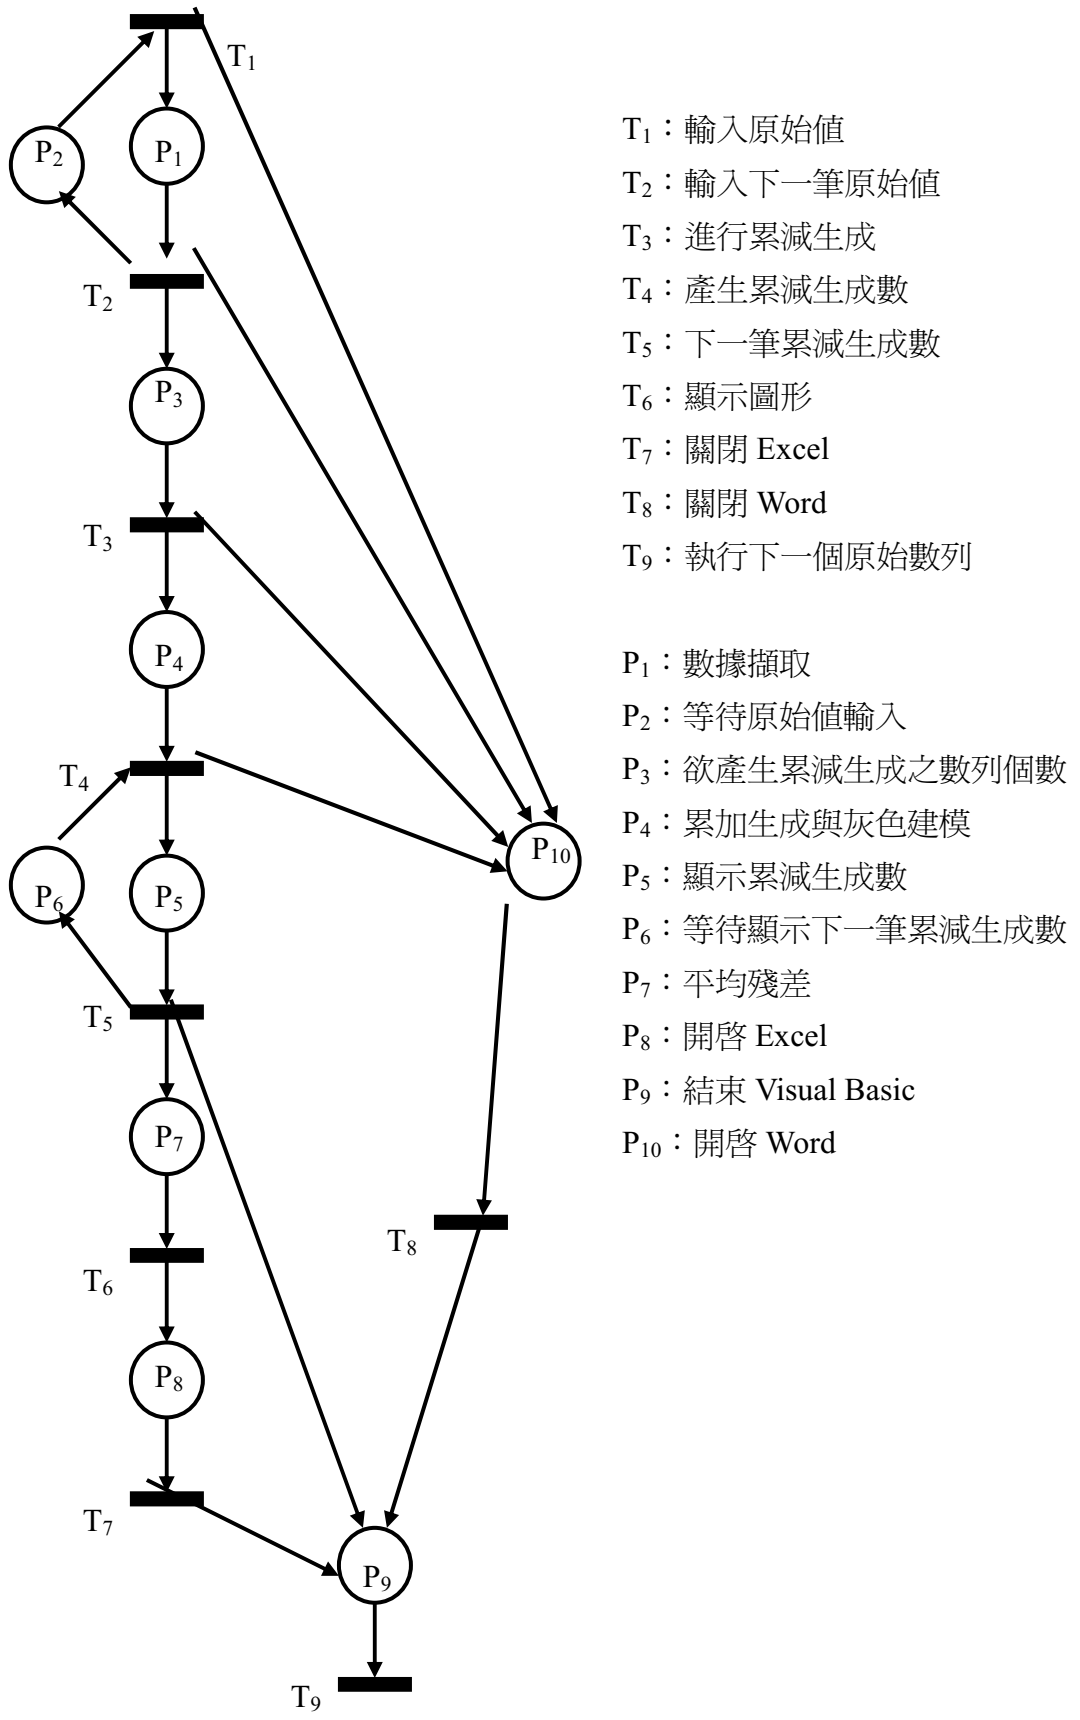 T₁
P₂
P₁
T₂
P₃
T₃
P₄
T₄
P₁₀
P₆
P₅
T₅
P₇
T₈
T₆
P₈
T₇
P₉
T₉
T₁：輸入原始值
T₂：輸入下一筆原始值
T₃：進行累減生成
T₄：產生累減生成數
T₅：下一筆累減生成數
T₆：顯示圖形
T₇：關閉 Excel
T₈：關閉 Word
T₉：執行下一個原始數列
P₁：數據擷取
P₂：等待原始值輸入
P₃：欲產生累減生成之數列個數
P₄：累加生成與灰色建模
P₅：顯示累減生成數
P₆：等待顯示下一筆累減生成數
P₇：平均殘差
P₈：開啓 Excel
P₉：結束 Visual Basic
P₁₀：開啓 Word